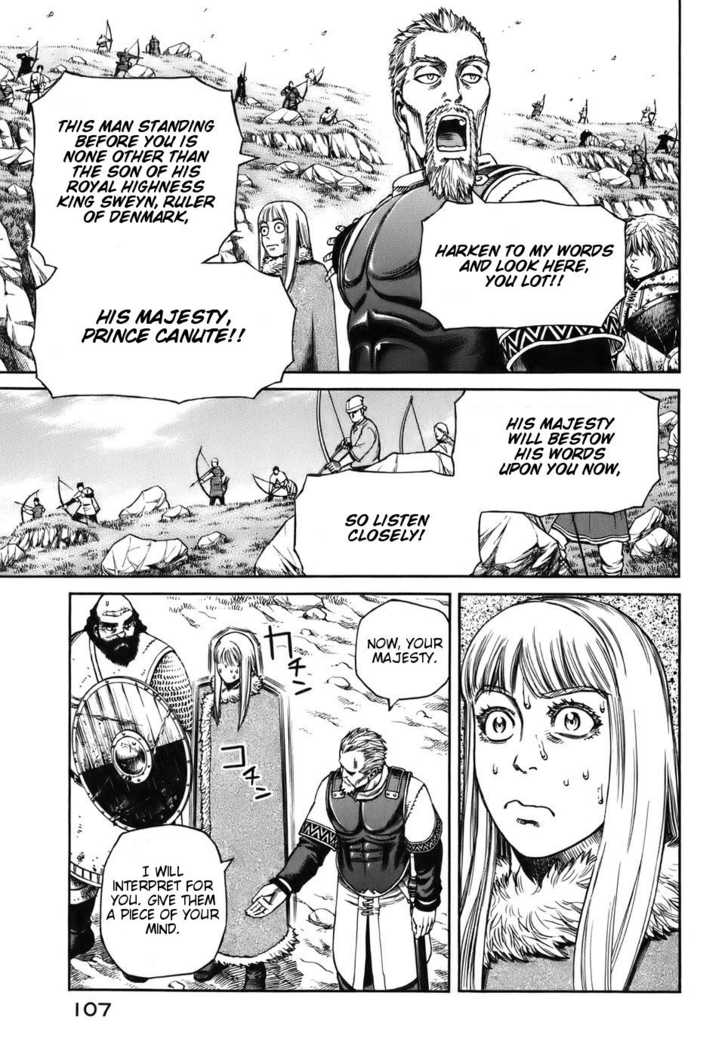 HARKEN TO MY WORDS
AND LOOK HERE,
YOU LOT!!
THIS MAN STANDING
BEFORE YOU IS
NONE OTHER THAN
THE SON OF HIS
ROYAL HIGHNESS
KING SWEYN, RULER
OF DENMARK,
HIS MAJESTY,
PRINCE CANUTE!!
HIS MAJESTY
WILL BESTOW
HIS WORDS
UPON YOU NOW,
SO LISTEN
CLOSELY!
NOW, YOUR
MAJESTY.
カチン
コチン
I WILL
INTERPRET FOR
YOU. GIVE THEM
A PIECE OF YOUR
MIND.
107